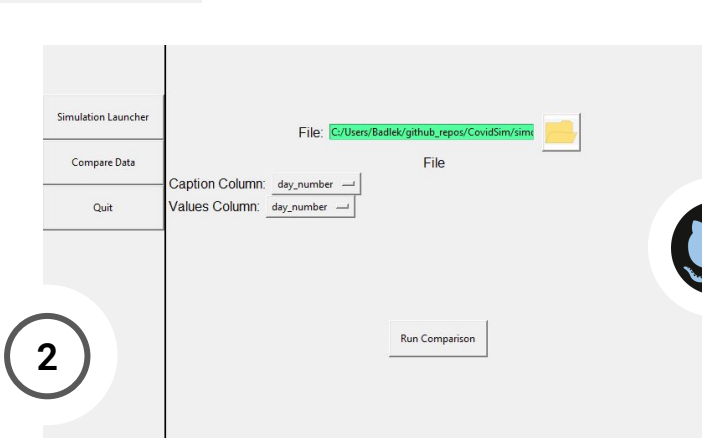 Simulation Launcher
File: C:/Users/Badlek/github_repos/CovidSim/simc
Compare Data
File
Caption Column: day_number
Quit
Values Column: day_number
Run Comparison
2